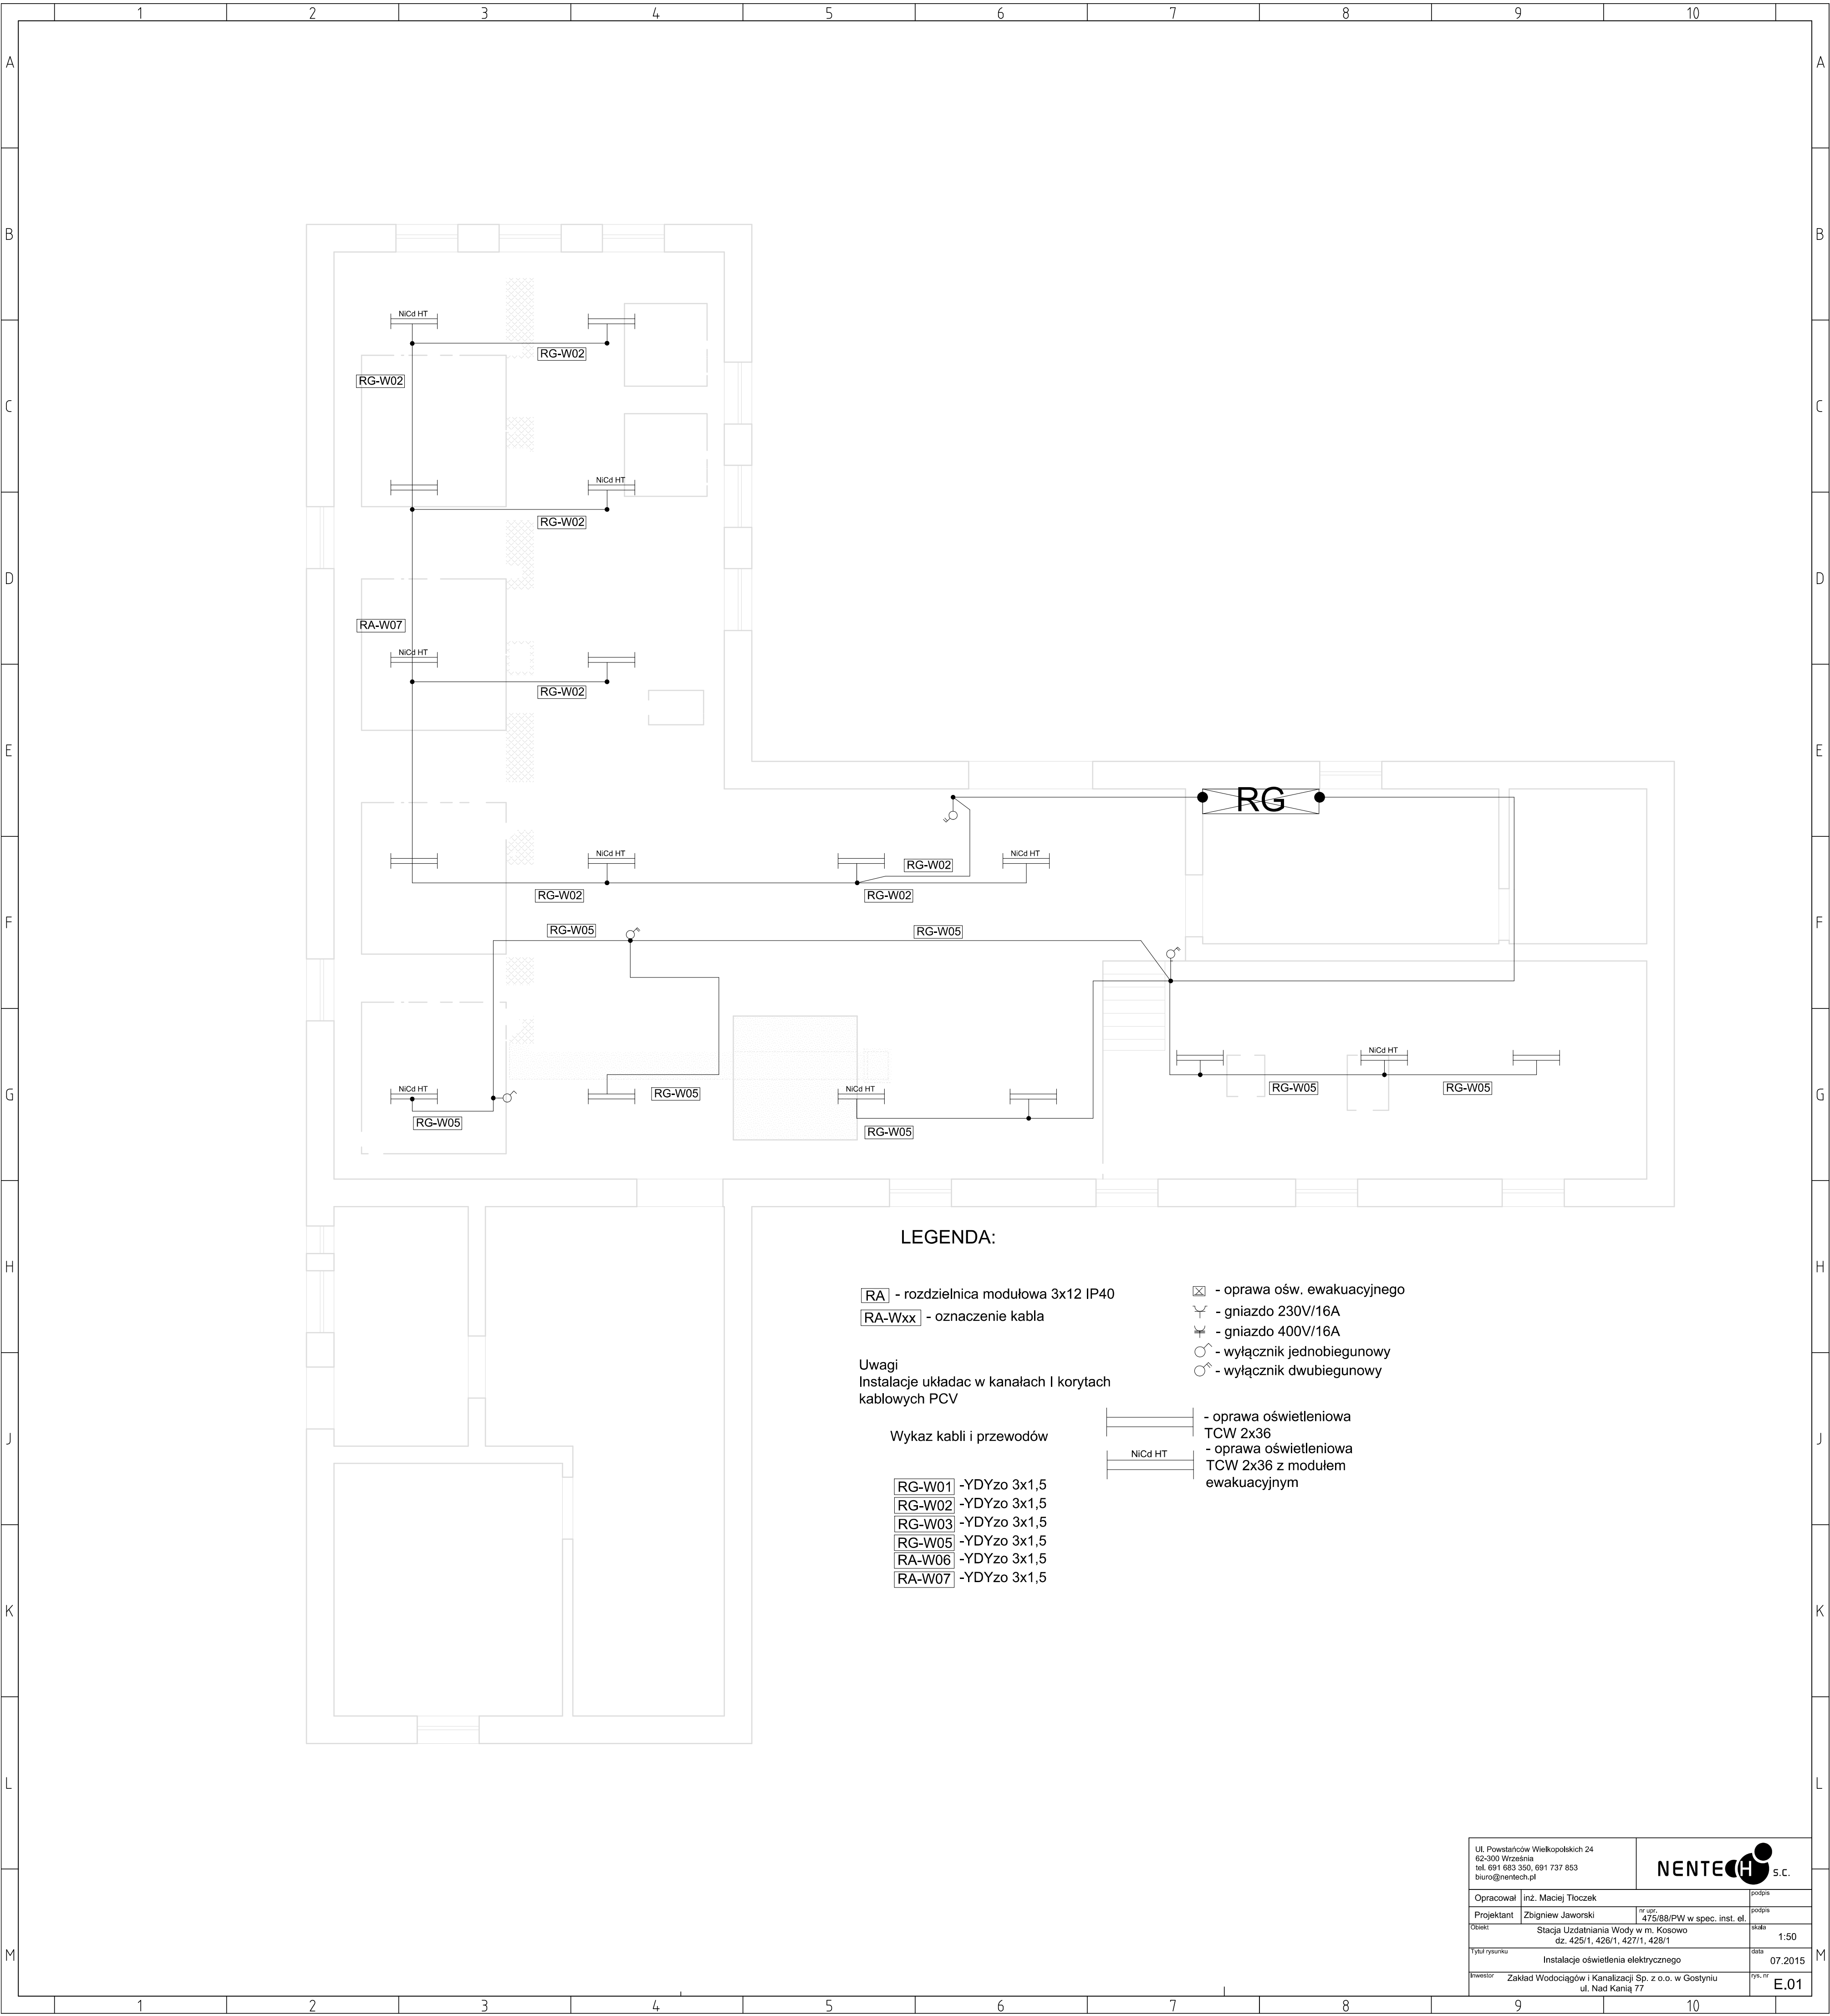 1 2 3 4 5 6 7 8 9 10
A A
B B
NiCd HT
RG-W02
RG-W02
C C
NiCd HT
RG-W02
D D
RA-W07
NiCd HT
RG-W02
E E
RG
NiCd HT NiCd HT
RG-W02
RG-W02 RG-W02
F F
RG-W05 RG-W05
NiCd HT
RG-W05 RG-W05
NiCd HT NiCd HT
G G
RG-W05
RG-W05
RG-W05
LEGENDA:
H H
RA - rozdzielnica modułowa 3x12 IP40
RA-Wxx - oznaczenie kabla
- oprawa ośw. ewakuacyjnego
- gniazdo 230V/16A
- gniazdo 400V/16A
- wyłącznik jednobiegunowy
- wyłącznik dwubiegunowy
Uwagi
Instalacje układac w kanałach I korytach
kablowych PCV
- oprawa oświetleniowa
TCW 2x36
NiCd HT
- oprawa oświetleniowa
TCW 2x36 z modułem
ewakuacyjnym
J J
Wykaz kabli i przewodów
RG-W01 -YDYzo 3x1,5
RG-W02 -YDYzo 3x1,5
RG-W03 -YDYzo 3x1,5
RG-W05 -YDYzo 3x1,5
RA-W06 -YDYzo 3x1,5
RA-W07 -YDYzo 3x1,5
K K
L L
Ul. Powstańców Wielkopolskich 24
62-300 Września
tel. 691 683 350, 691 737 853
biuro@nentech.pl
NENTECH s.c.
Opracował inż. Maciej Tłoczek podpis
Projektant Zbigniew Jaworski nr upr. 475/88/PW w spec. inst. el. podpis
Obiekt Stacja Uzdatniania Wody w m. Kosowo
dz. 425/1, 426/1, 427/1, 428/1
skala 1:50
Tytuł rysunku Instalacje oświetlenia elektrycznego data 07.2015
Inwestor Zakład Wodociągów i Kanalizacji Sp. z o.o. w Gostyniu
ul. Nad Kanią 77
rys. nr E.01
M M
1 2 3 4 5 6 7 8 9 10